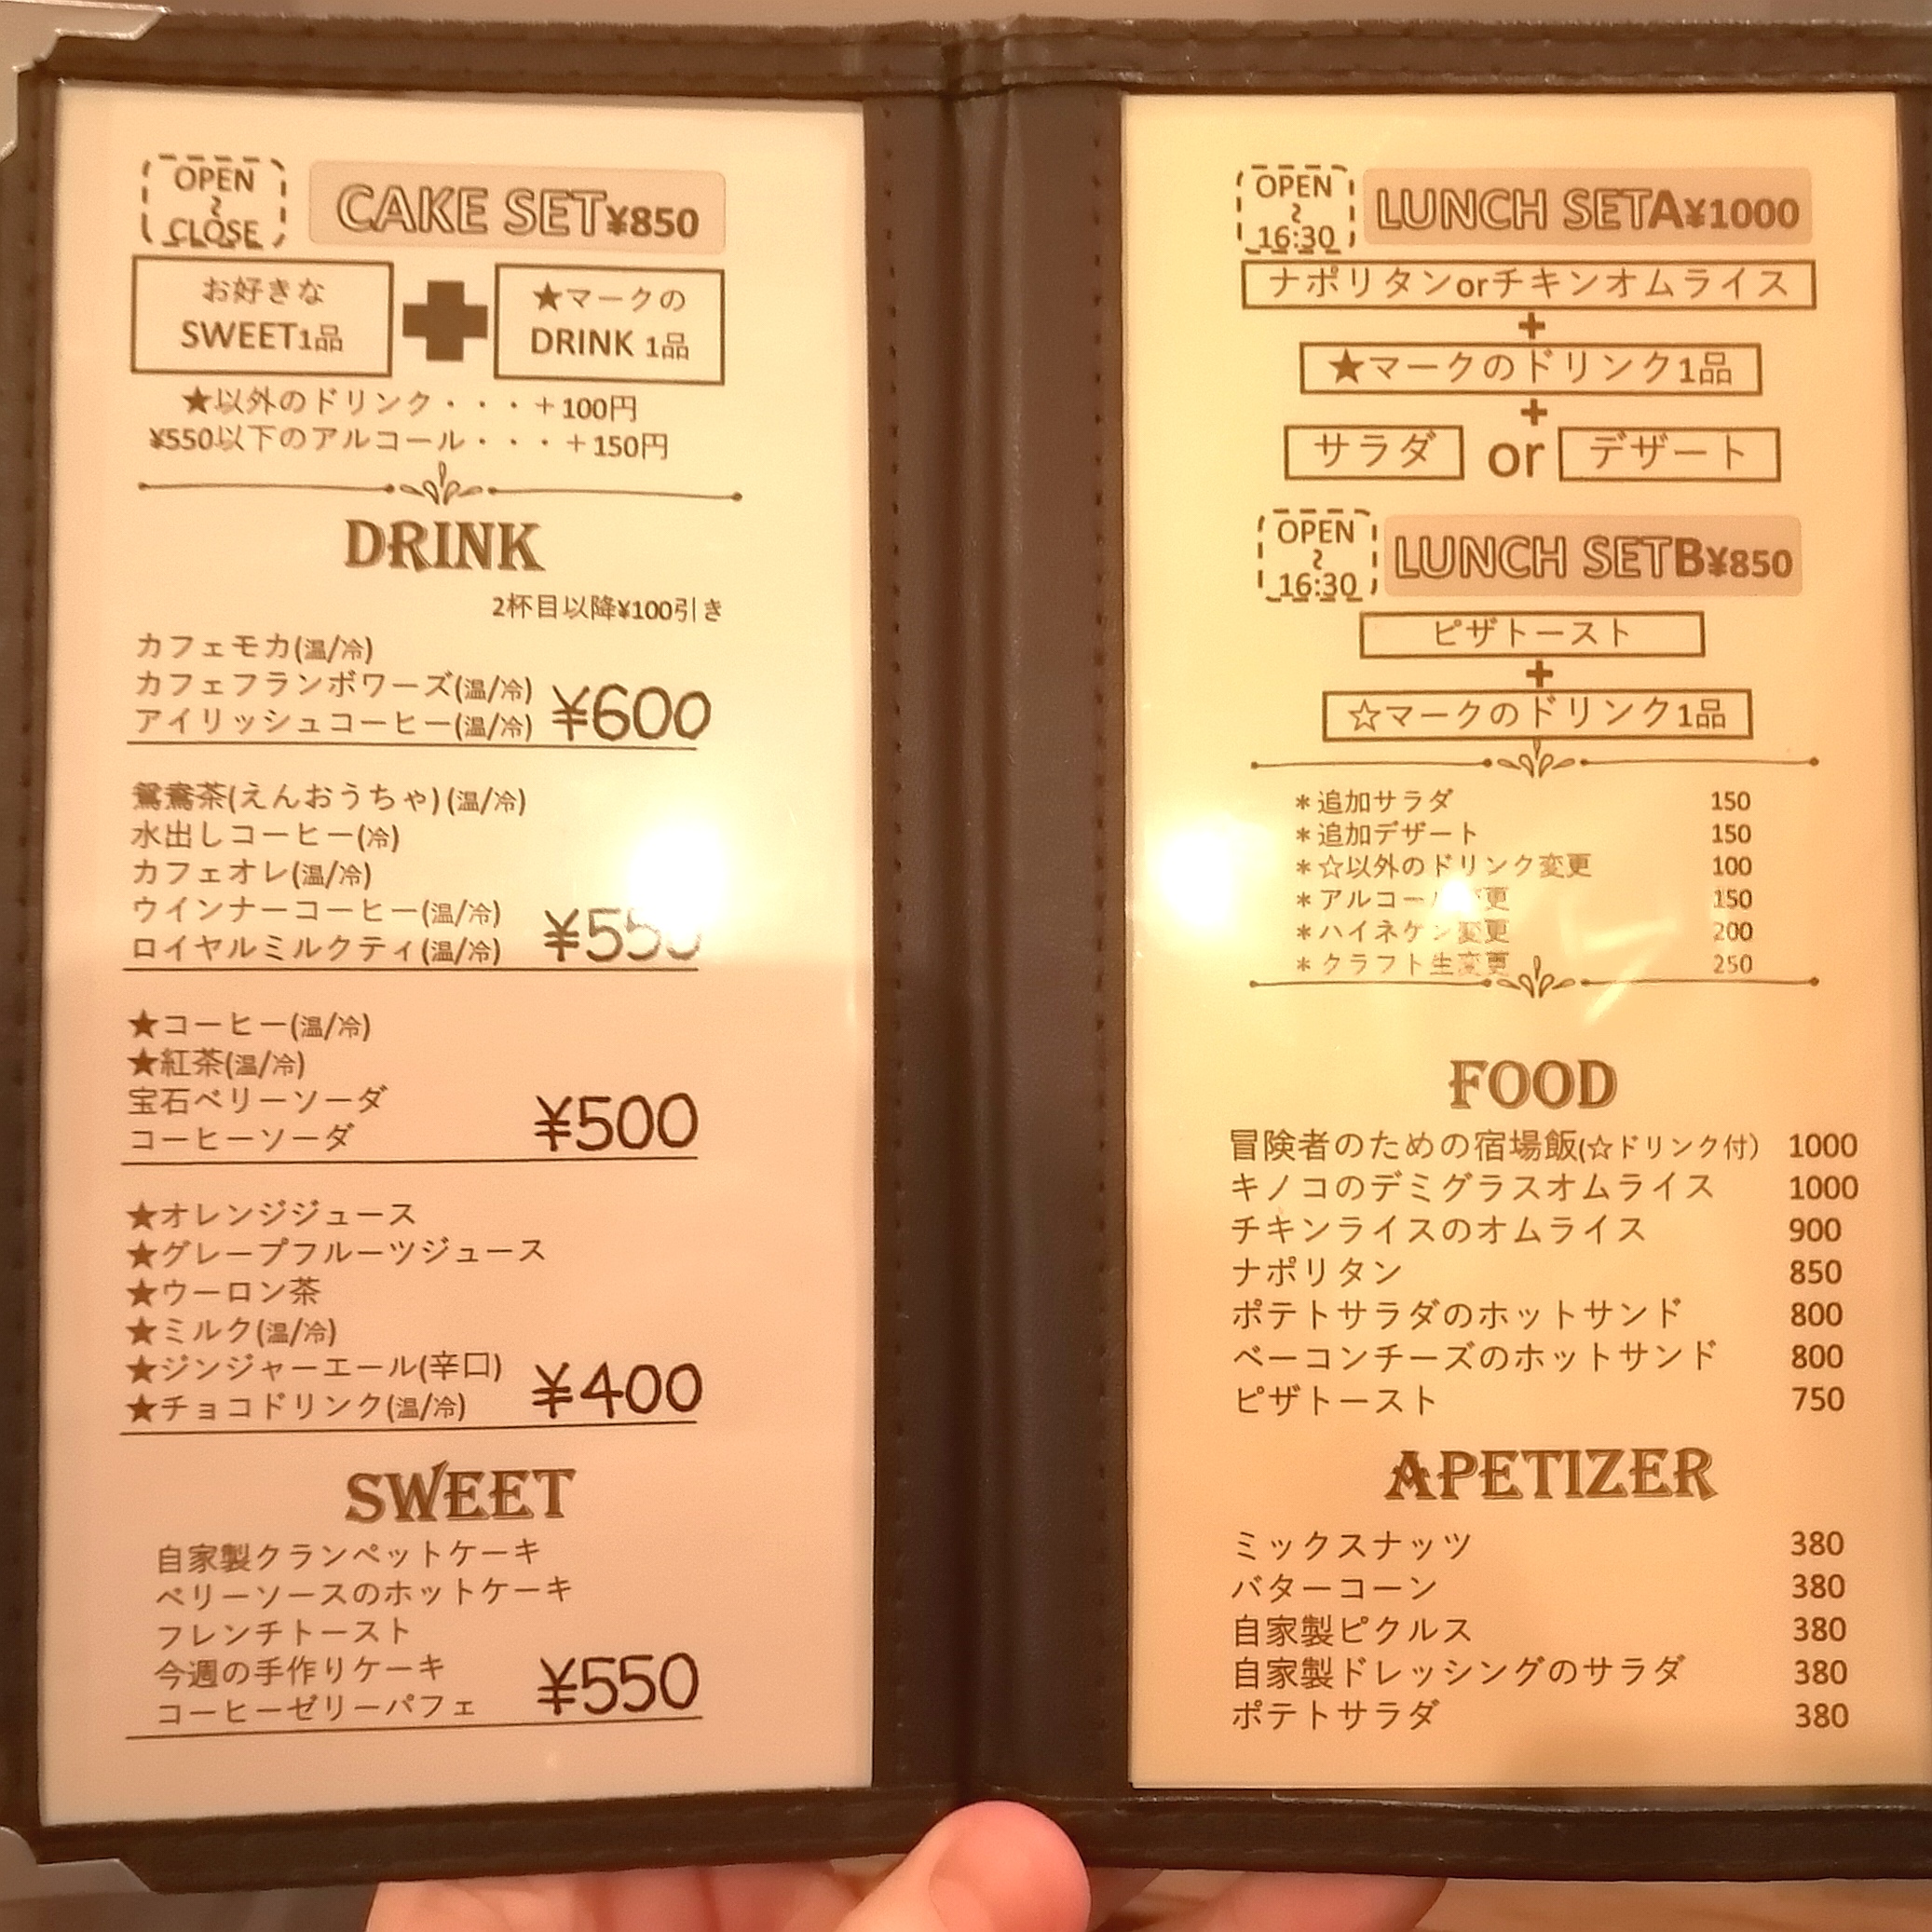 OPEN
~
CLOSE
CAKE SET¥850
お好きな
SWEET1品
★マークの
DRINK 1品
★以外のドリンク・・・＋100円
¥550以下のアルコール・・・＋150円
DRINK
2杯目以降¥100引き
カフェモカ(温/冷)
カフェフランボワーズ(温/冷)
アイリッシュコーヒー(温/冷) ¥600
鴛鴦茶(えんおうちゃ)(温/冷)
水出しコーヒー(冷)
カフェオレ(温/冷)
ウインナーコーヒー(温/冷)
ロイヤルミルクティ(温/冷) ¥550
★コーヒー(温/冷)
★紅茶(温/冷)
宝石ベリーソーダ
コーヒーソーダ ¥500
★オレンジジュース
★グレープフルーツジュース
★ウーロン茶
★ミルク(温/冷)
★ジンジャーエール(辛口)
★チョコドリンク(温/冷) ¥400
SWEET
自家製クランペットケーキ
ベリーソースのホットケーキ
フレンチトースト
今週の手作りケーキ
コーヒーゼリーパフェ ¥550
OPEN
~
16:30
LUNCH SETA¥1000
ナポリタンorチキンオムライス
+
★マークのドリンク1品
+
サラダ or デザート
OPEN
~
16:30
LUNCH SETB¥850
ピザトースト
+
☆マークのドリンク1品
＊追加サラダ 150
＊追加デザート 150
＊☆以外のドリンク変更 100
＊アルコール変更 150
＊ハイネケン変更 200
＊クラフト生変更 250
FOOD
冒険者のための宿場飯(☆ドリンク付) 1000
キノコのデミグラスオムライス 1000
チキンライスのオムライス 900
ナポリタン 850
ポテトサラダのホットサンド 800
ベーコンチーズのホットサンド 800
ピザトースト 750
APETIZER
ミックスナッツ 380
バターコーン 380
自家製ピクルス 380
自家製ドレッシングのサラダ 380
ポテトサラダ 380